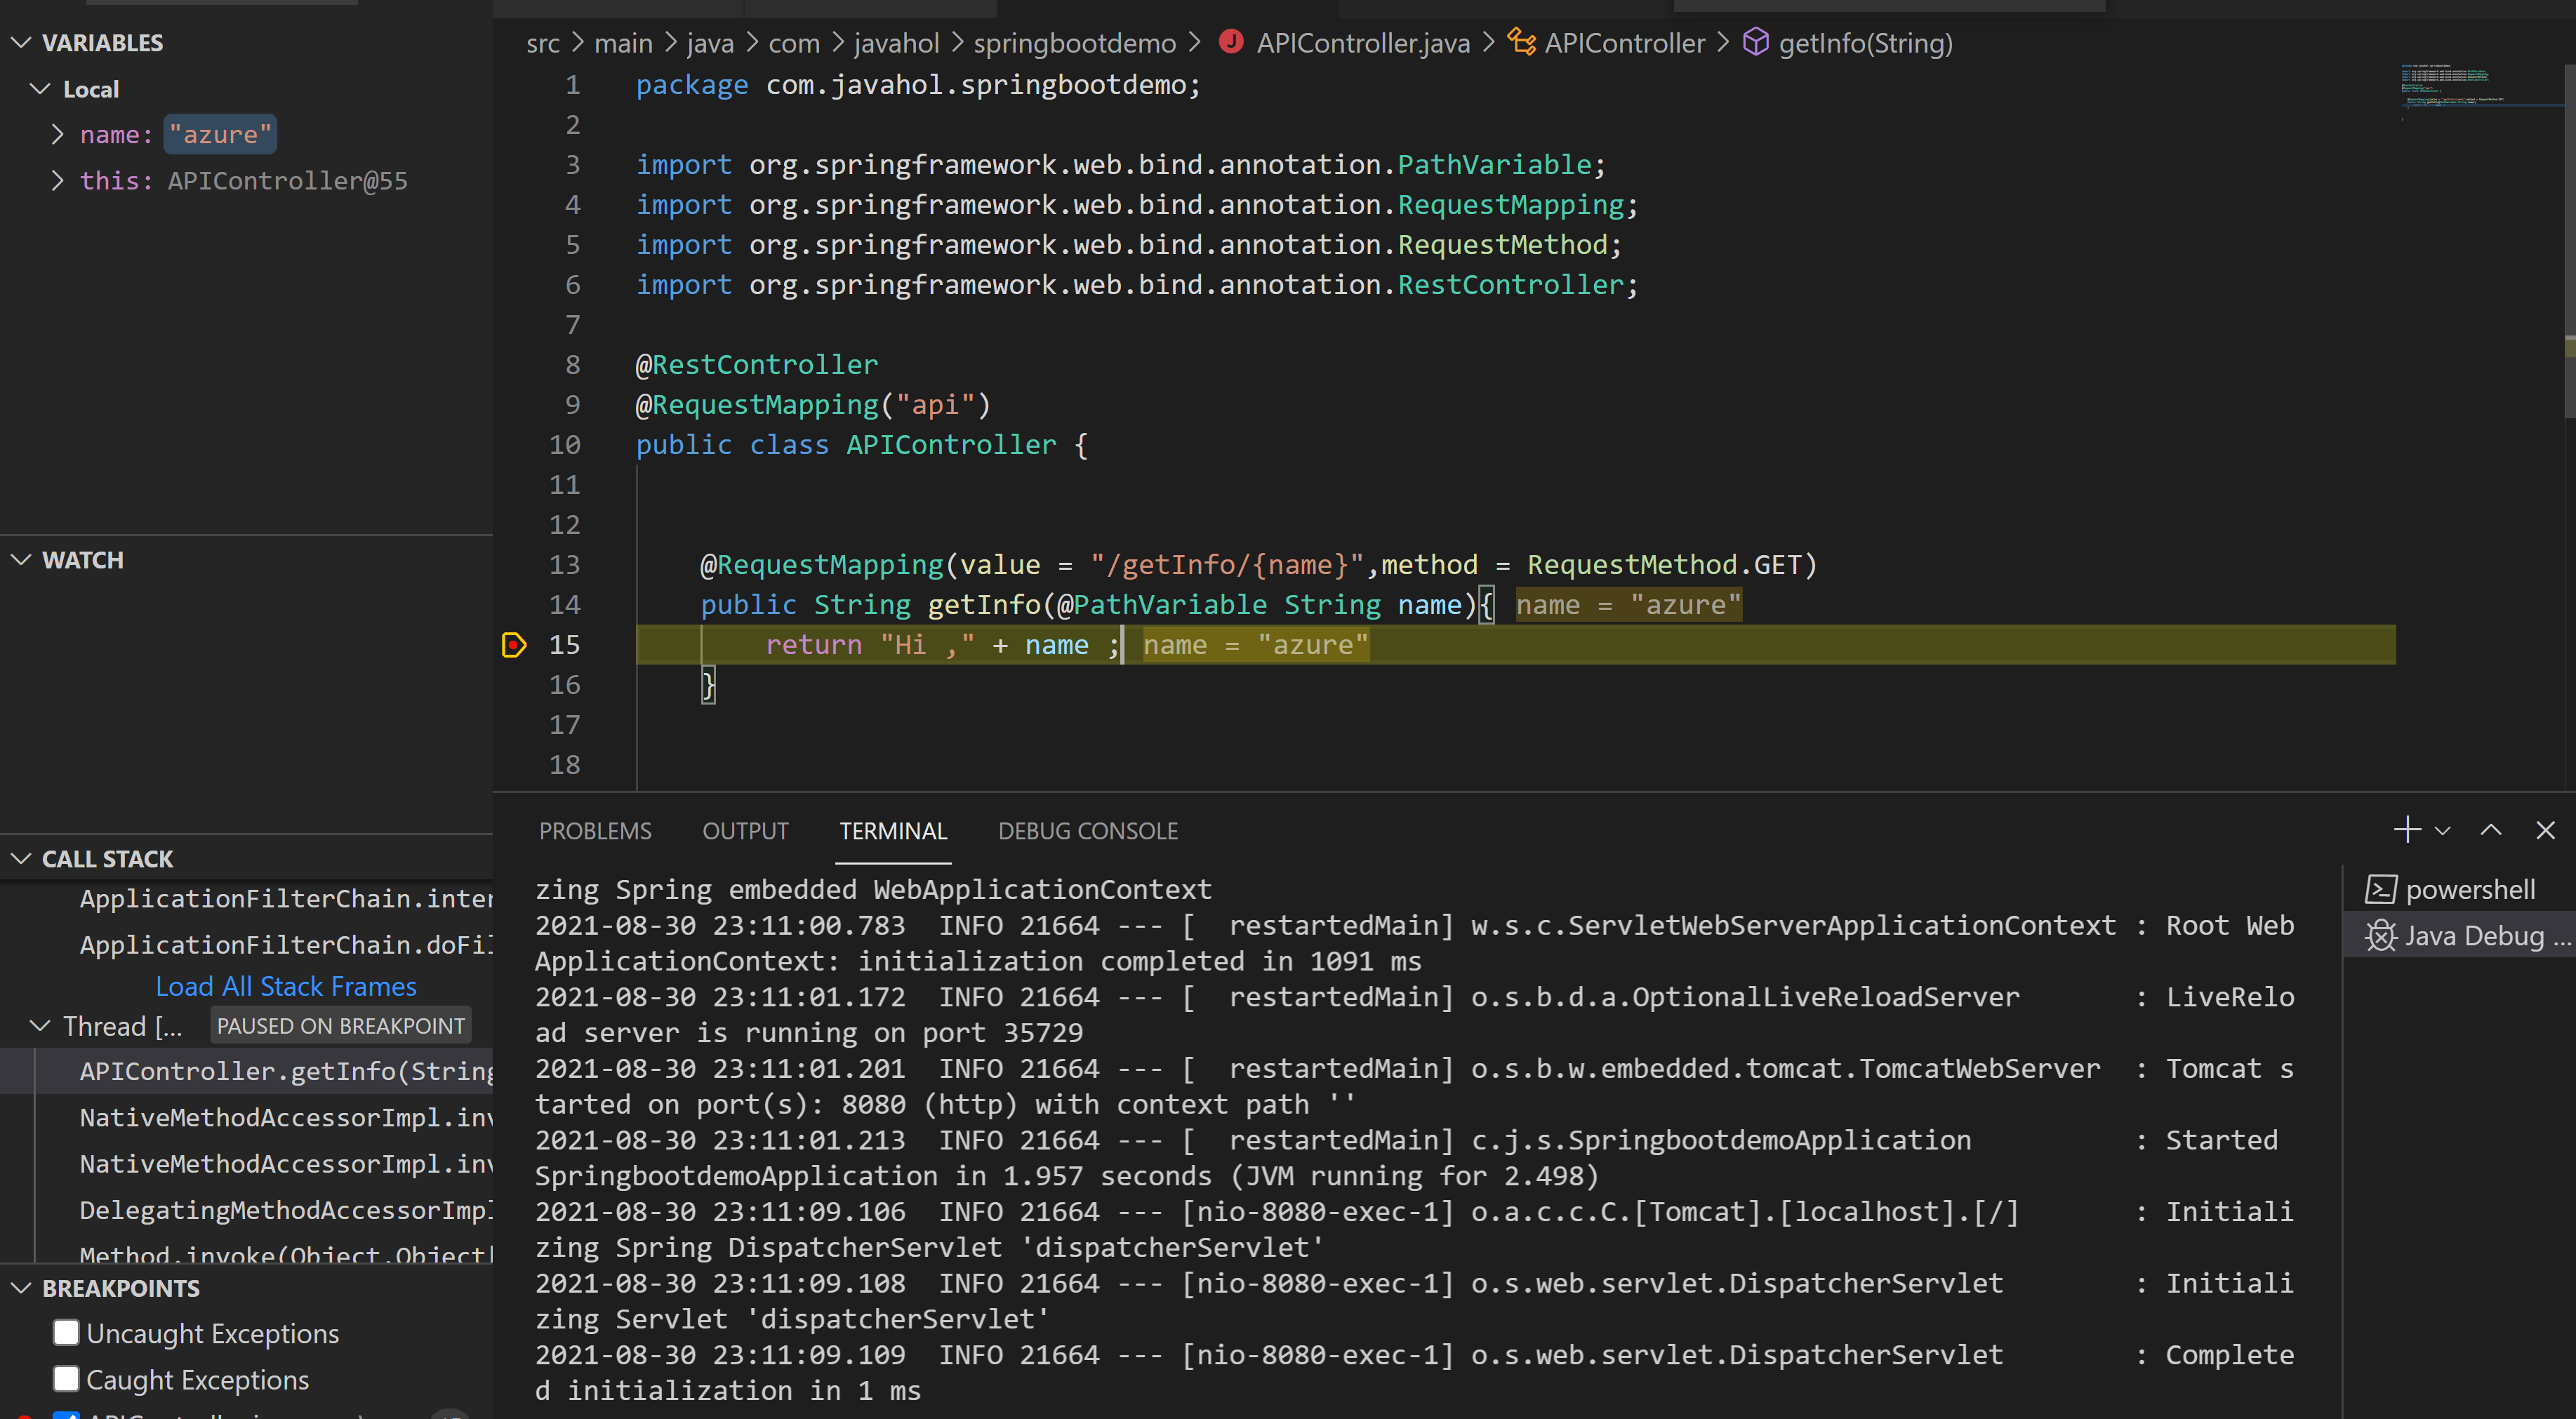 VARIABLES
Local
name: "azure"
this: APIController@55
WATCH
CALL STACK
ApplicationFilterChain.inter
ApplicationFilterChain.doFil
Load All Stack Frames
Thread [... PAUSED ON BREAKPOINT
APIController.getInfo(String
NativeMethodAccessorImpl.inv
NativeMethodAccessorImpl.inv
DelegatingMethodAccessorImpl
Method.invoke(Object,Object
BREAKPOINTS
Uncaught Exceptions
Caught Exceptions
src > main > java > com > javahol > springbootdemo > J APIController.java > APIController > getInfo(String)
1 package com.javahol.springbootdemo;
2
3 import org.springframework.web.bind.annotation.PathVariable;
4 import org.springframework.web.bind.annotation.RequestMapping;
5 import org.springframework.web.bind.annotation.RequestMethod;
6 import org.springframework.web.bind.annotation.RestController;
7
8 @RestController
9 @RequestMapping("api")
10 public class APIController {
11
12
13 @RequestMapping(value = "/getInfo/{name}",method = RequestMethod.GET)
14 public String getInfo(@PathVariable String name){ name = "azure"
15 return "Hi ," + name ; name = "azure"
16 }
17
18
PROBLEMS OUTPUT TERMINAL DEBUG CONSOLE
zing Spring embedded WebApplicationContext
2021-08-30 23:11:00.783  INFO 21664 --- [  restartedMain] w.s.c.ServletWebServerApplicationContext : Root Web
ApplicationContext: initialization completed in 1091 ms
2021-08-30 23:11:01.172  INFO 21664 --- [  restartedMain] o.s.b.d.a.OptionalLiveReloadServer       : LiveRelo
ad server is running on port 35729
2021-08-30 23:11:01.201  INFO 21664 --- [  restartedMain] o.s.b.w.embedded.tomcat.TomcatWebServer  : Tomcat s
tarted on port(s): 8080 (http) with context path ''
2021-08-30 23:11:01.213  INFO 21664 --- [  restartedMain] c.j.s.SpringbootdemoApplication          : Started
SpringbootdemoApplication in 1.957 seconds (JVM running for 2.498)
2021-08-30 23:11:09.106  INFO 21664 --- [nio-8080-exec-1] o.a.c.c.C.[Tomcat].[localhost].[/]       : Initiali
zing Spring DispatcherServlet 'dispatcherServlet'
2021-08-30 23:11:09.108  INFO 21664 --- [nio-8080-exec-1] o.s.web.servlet.DispatcherServlet        : Initiali
zing Servlet 'dispatcherServlet'
2021-08-30 23:11:09.109  INFO 21664 --- [nio-8080-exec-1] o.s.web.servlet.DispatcherServlet        : Complete
d initialization in 1 ms
powershell
Java Debug ...